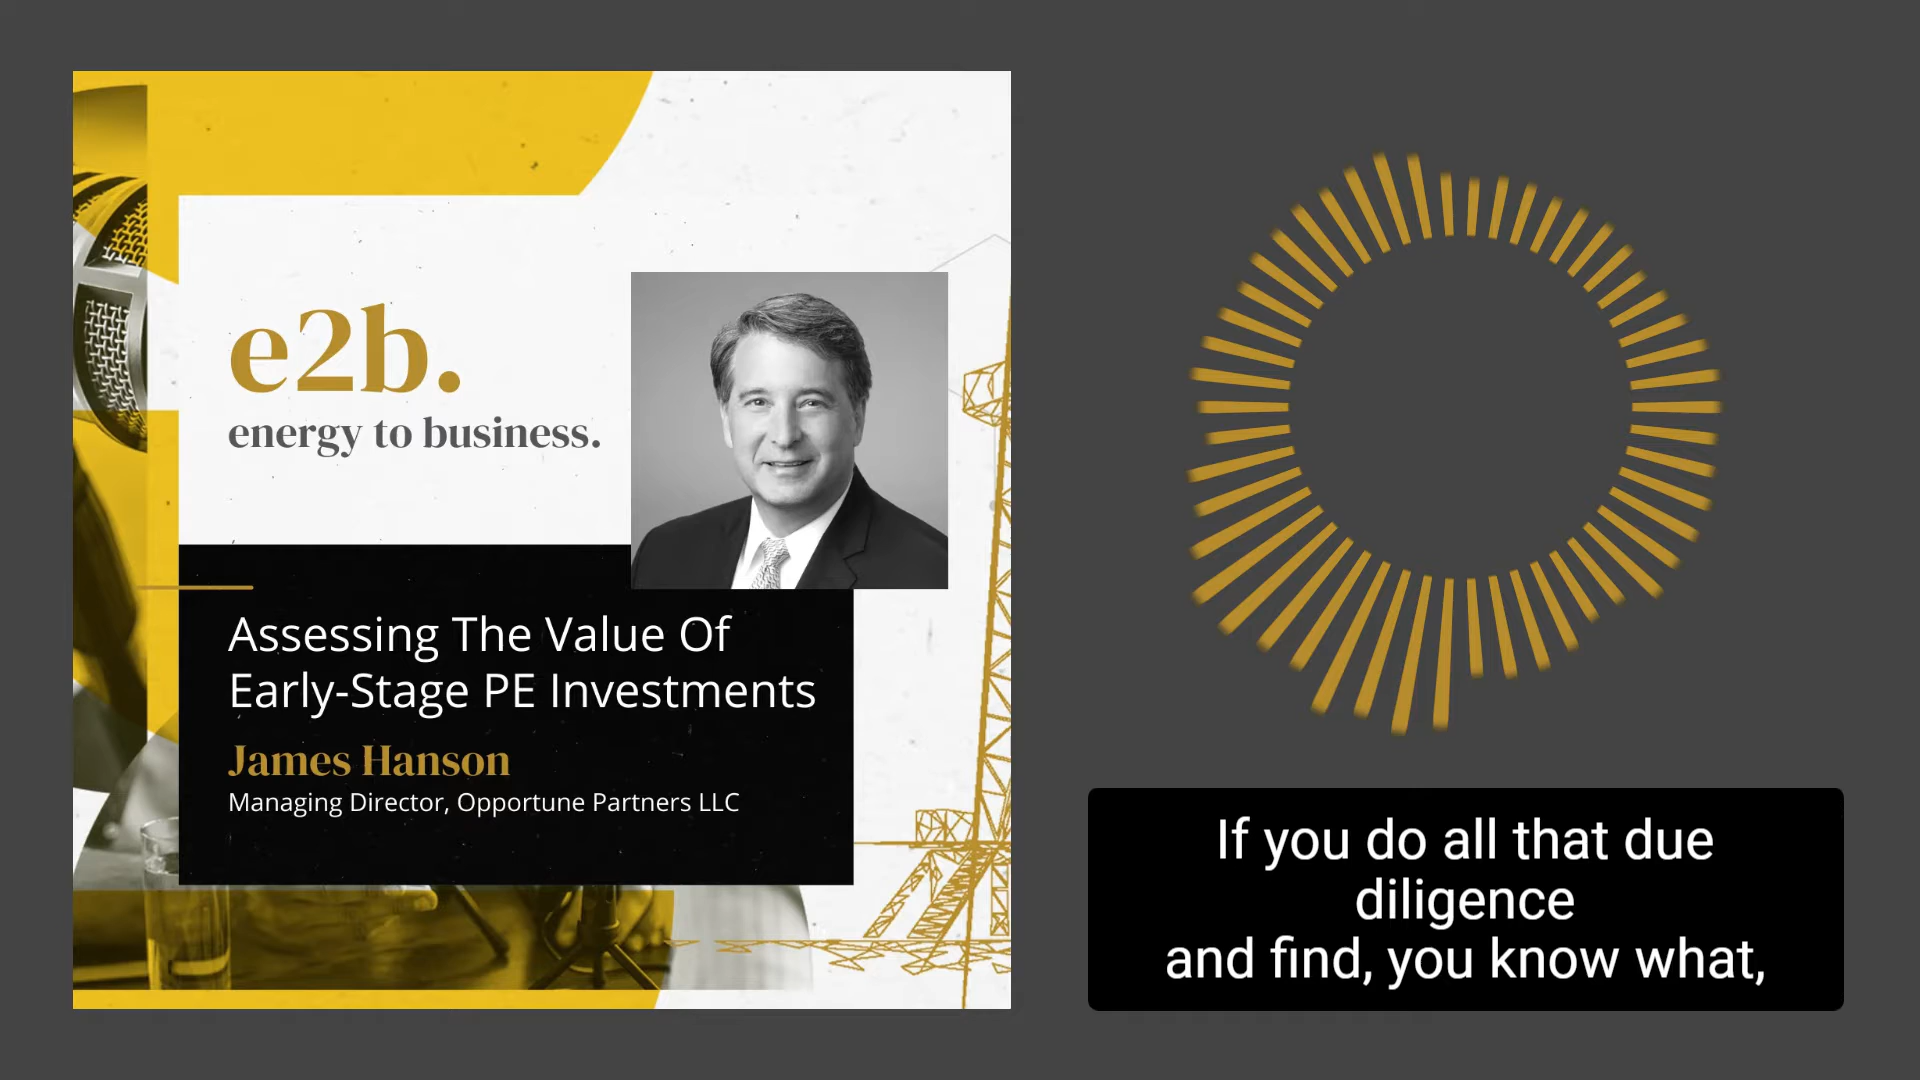 e2b.
energy to business.
Assessing The Value Of
Early-Stage PE Investments
James Hanson
Managing Director, Opportune Partners LLC
If you do all that due
diligence
and find, you know what,